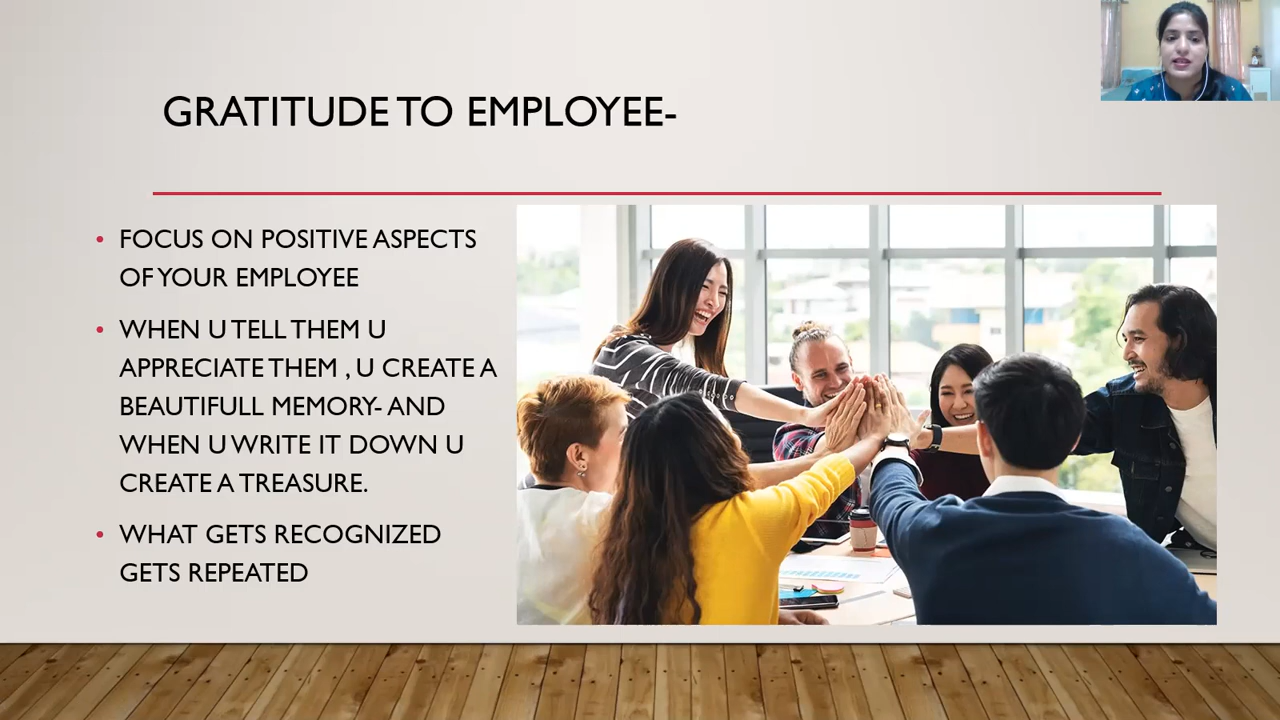 GRATITUDE TO EMPLOYEE-
• FOCUS ON POSITIVE ASPECTS
OF YOUR EMPLOYEE
• WHEN U TELL THEM U
APPRECIATE THEM , U CREATE A
BEAUTIFULL MEMORY- AND
WHEN U WRITE IT DOWN U
CREATE A TREASURE.
• WHAT GETS RECOGNIZED
GETS REPEATED